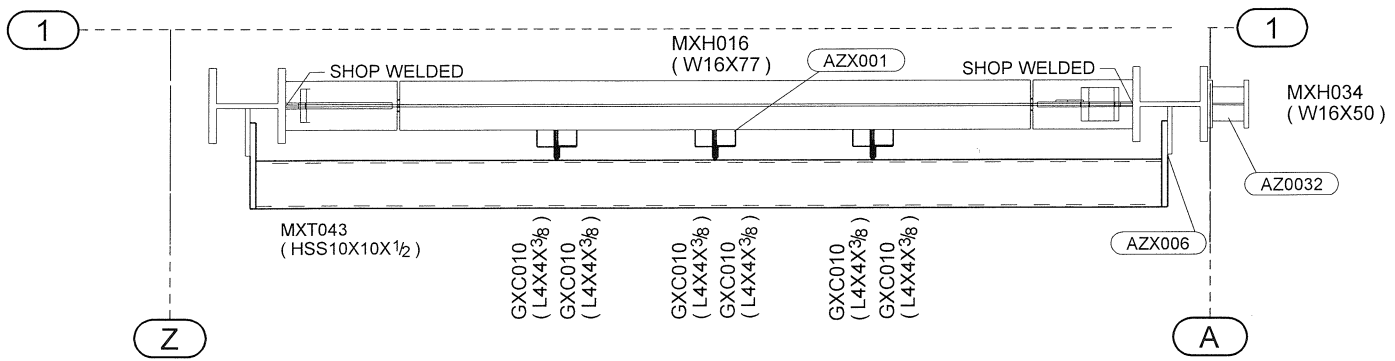 1
1
MXH016
( W16X77 )
AZX001
SHOP WELDED
SHOP WELDED
MXH034
( W16X50 )
AZ0032
MXT043
( HSS10X10X1/2 )
AZX006
GXC010
( L4X4X3/8 )
GXC010
( L4X4X3/8 )
GXC010
( L4X4X3/8 )
GXC010
( L4X4X3/8 )
GXC010
( L4X4X3/8 )
GXC010
( L4X4X3/8 )
Z
A